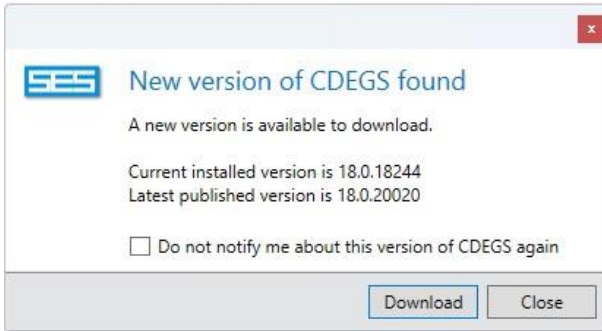 x
SES
New version of CDEGS found
A new version is available to download.
Current installed version is 18.0.18244
Latest published version is 18.0.20020
Do not notify me about this version of CDEGS again
Download Close